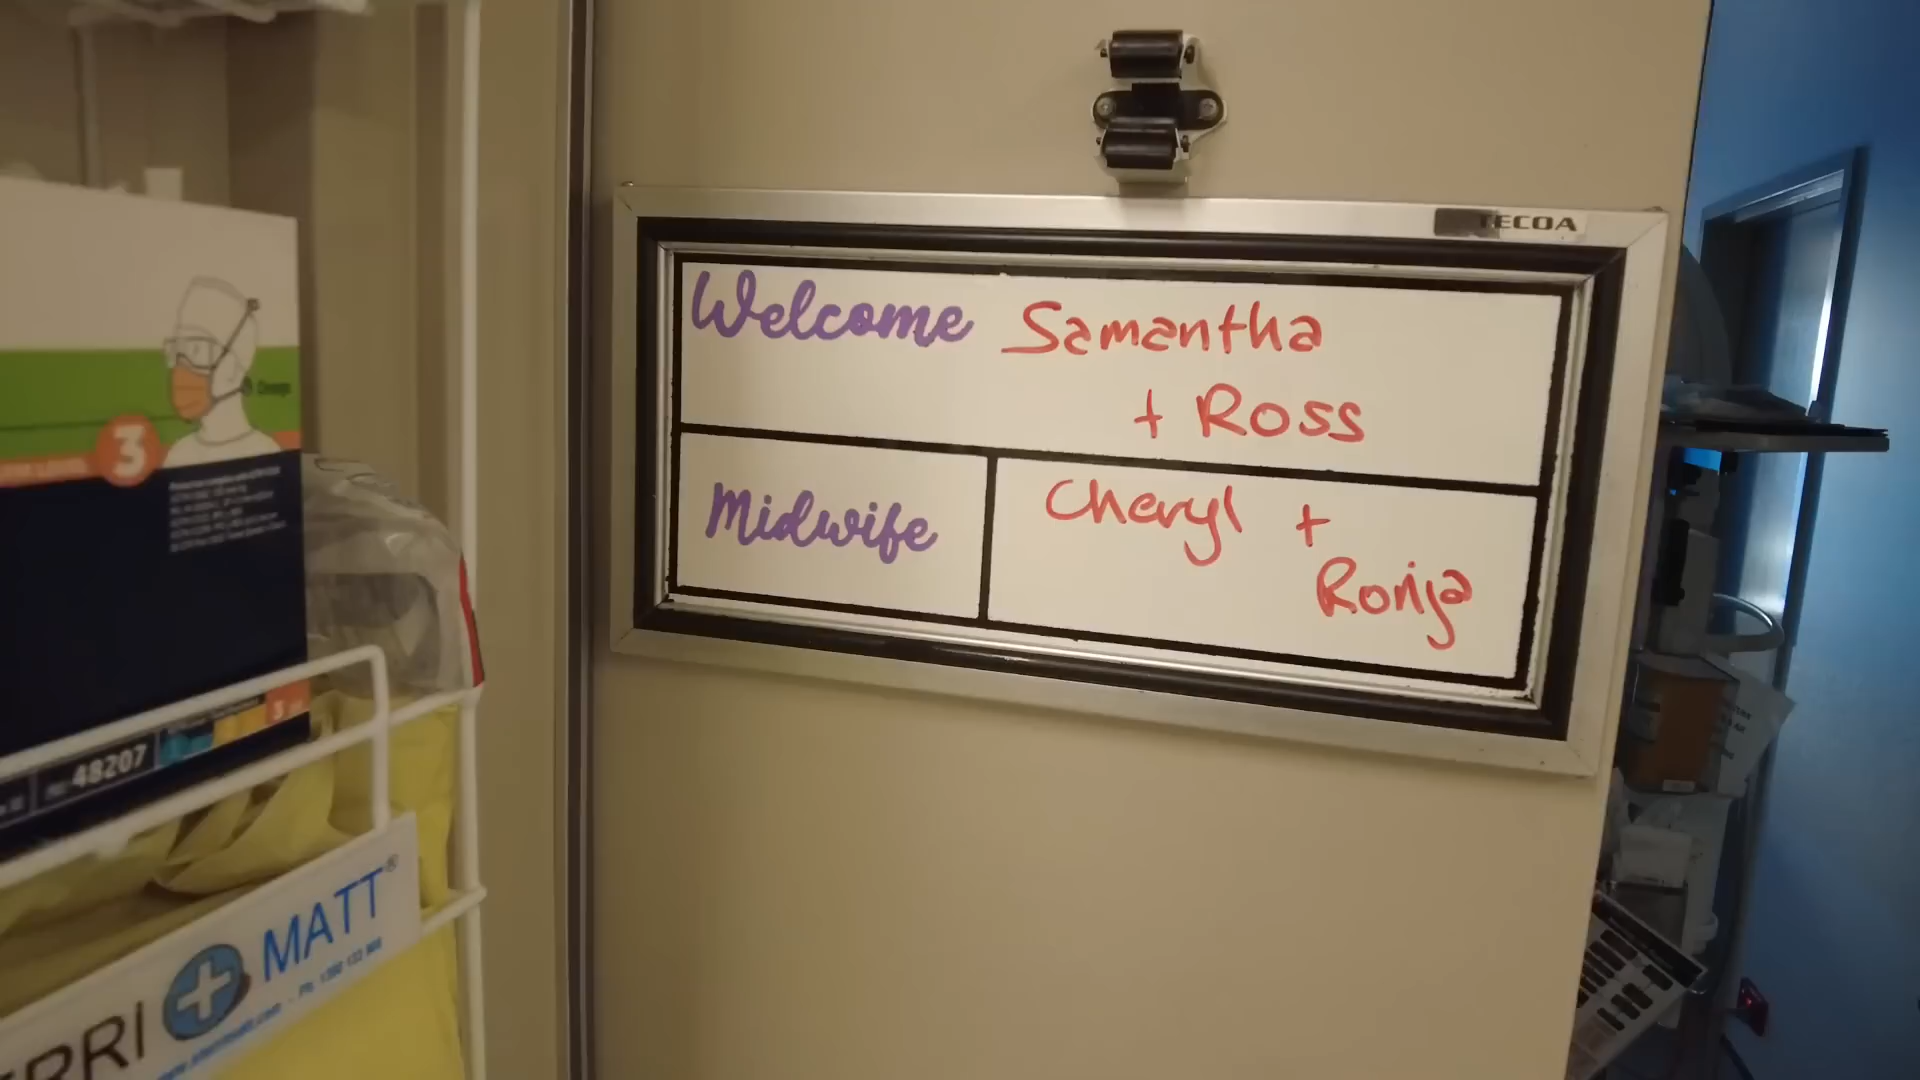 TECOA
Welcome Samantha
+ Ross
Midwife Cheryl +
Ronja
3
48207
MATT®